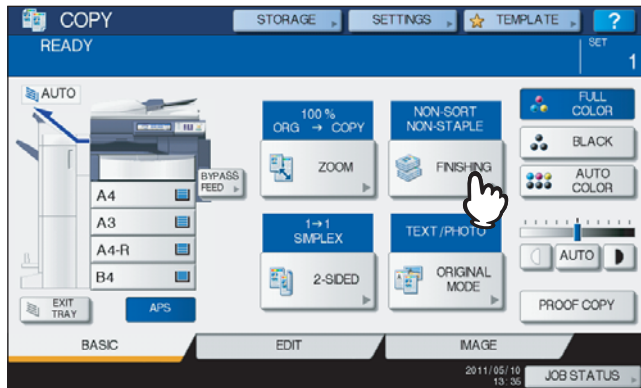 COPY
STORAGE
SETTINGS
TEMPLATE
?
READY
SET
1
AUTO
100 %
ORG → COPY
NON-SORT
NON-STAPLE
FULL
COLOR
ZOOM
FINISHING
BLACK
BYPASS
FEED
AUTO
COLOR
A4
A3
A4-R
B4
1→1
SIMPLEX
TEXT/PHOTO
2-SIDED
ORIGINAL
MODE
AUTO
EXIT
TRAY
APS
PROOF COPY
BASIC
EDIT
IMAGE
2011/05/10
13:35
JOB STATUS